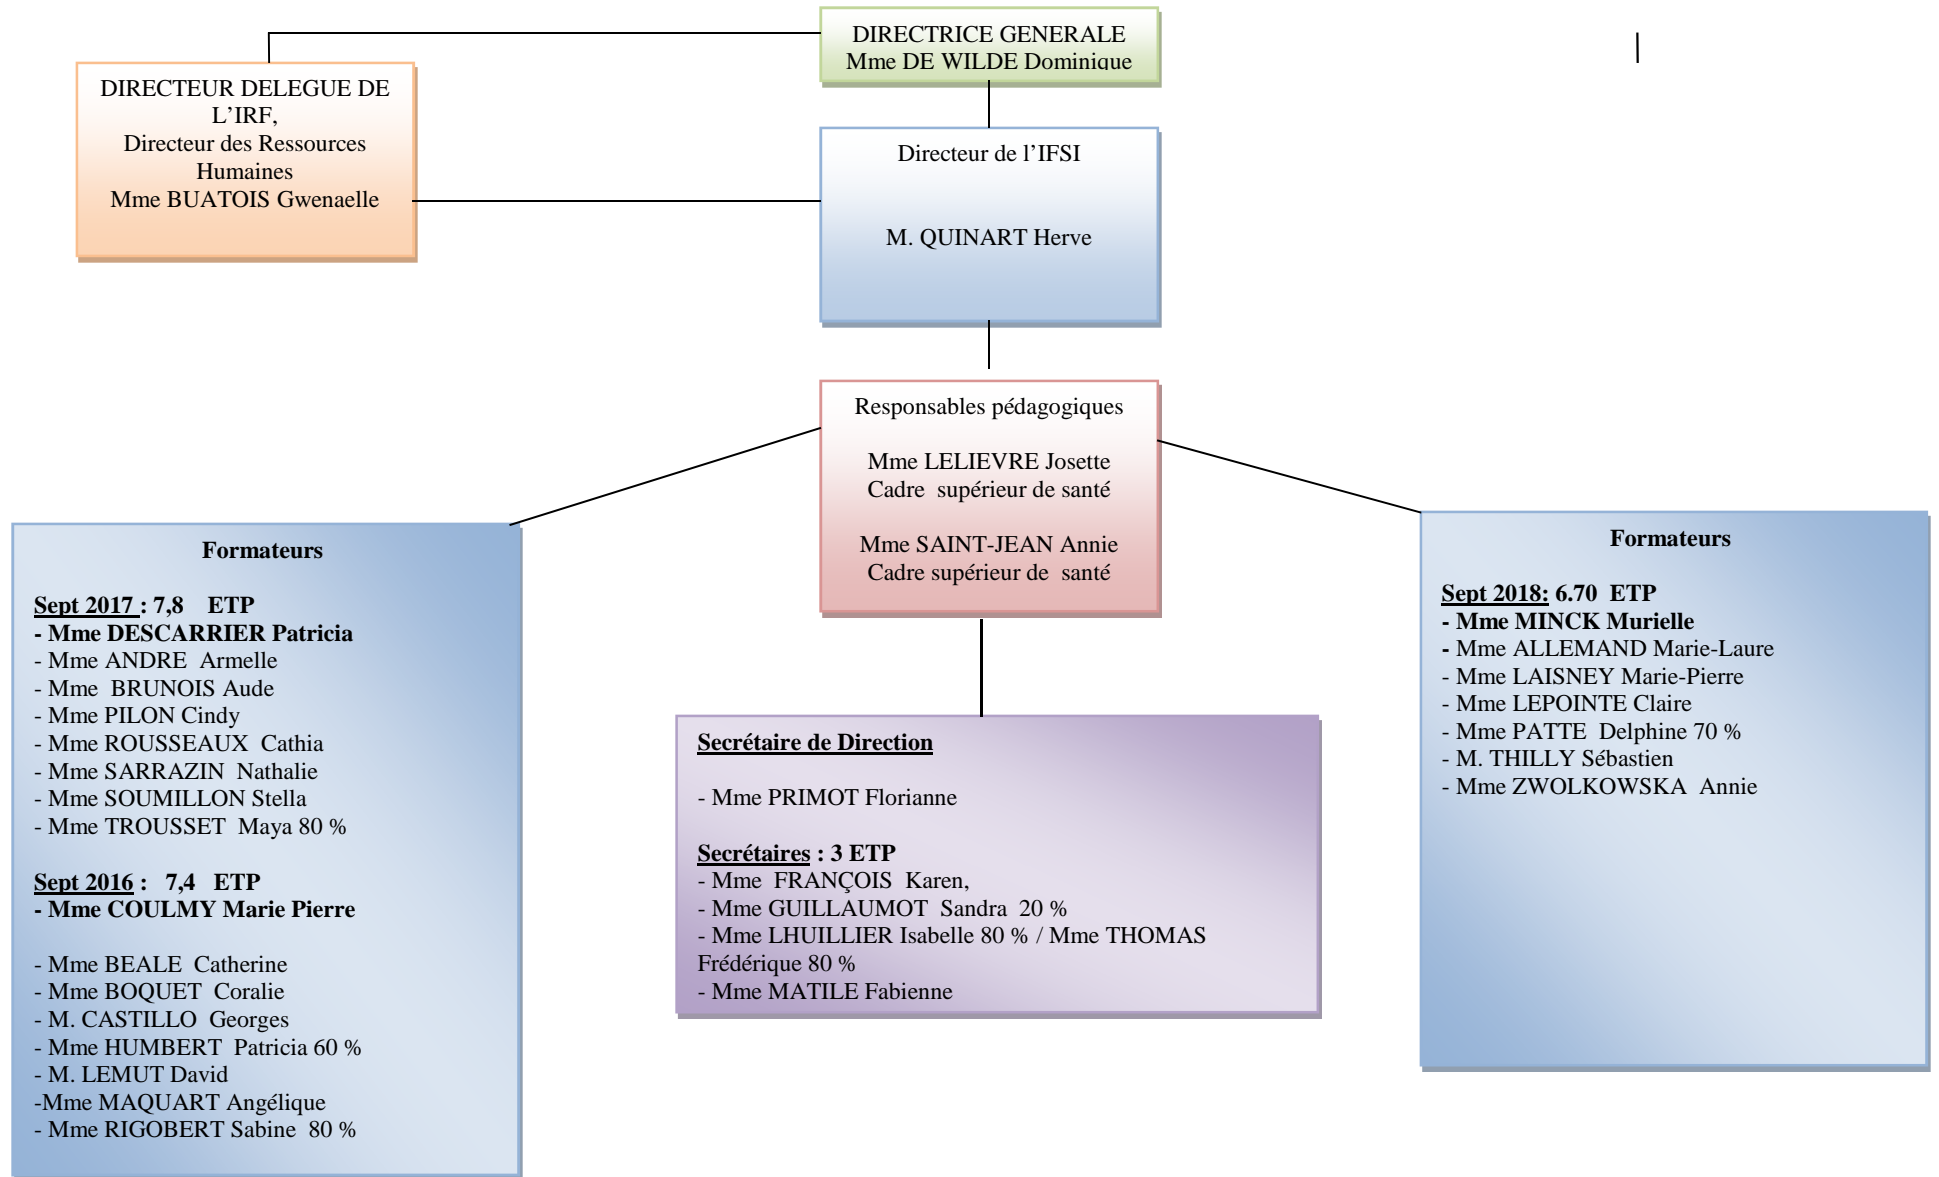 DIRECTRICE GENERALE
Mme DE WILDE Dominique
DIRECTEUR DELEGUE DE
L’IRF,
Directeur des Ressources
Humaines
Mme BUATOIS Gwenaelle
Directeur de l’IFSI
M. QUINART Herve
Responsables pédagogiques
Mme LELIEVRE Josette
Cadre  supérieur de santé
Mme SAINT-JEAN Annie
Cadre supérieur de  santé
Formateurs
Sept 2017 : 7,8    ETP
- Mme DESCARRIER Patricia
- Mme ANDRE  Armelle
- Mme  BRUNOIS Aude
- Mme PILON Cindy
- Mme ROUSSEAUX  Cathia
- Mme SARRAZIN  Nathalie
- Mme SOUMILLON Stella
- Mme TROUSSET  Maya 80 %
Sept 2016 :   7,4   ETP
- Mme COULMY Marie Pierre
- Mme BEALE  Catherine
- Mme BOQUET  Coralie
- M. CASTILLO  Georges
- Mme HUMBERT  Patricia 60 %
- M. LEMUT David
-Mme MAQUART Angélique
- Mme RIGOBERT Sabine  80 %
Secrétaire de Direction
- Mme PRIMOT Florianne
Secrétaires : 3 ETP
- Mme  FRANÇOIS  Karen,
- Mme GUILLAUMOT  Sandra  20 %
- Mme LHUILLIER Isabelle 80 % / Mme THOMAS
Frédérique 80 %
- Mme MATILE Fabienne
Formateurs
Sept 2018: 6.70  ETP
- Mme MINCK Murielle
- Mme ALLEMAND Marie-Laure
- Mme LAISNEY Marie-Pierre
- Mme LEPOINTE Claire
- Mme PATTE  Delphine 70 %
- M. THILLY Sébastien
- Mme ZWOLKOWSKA  Annie